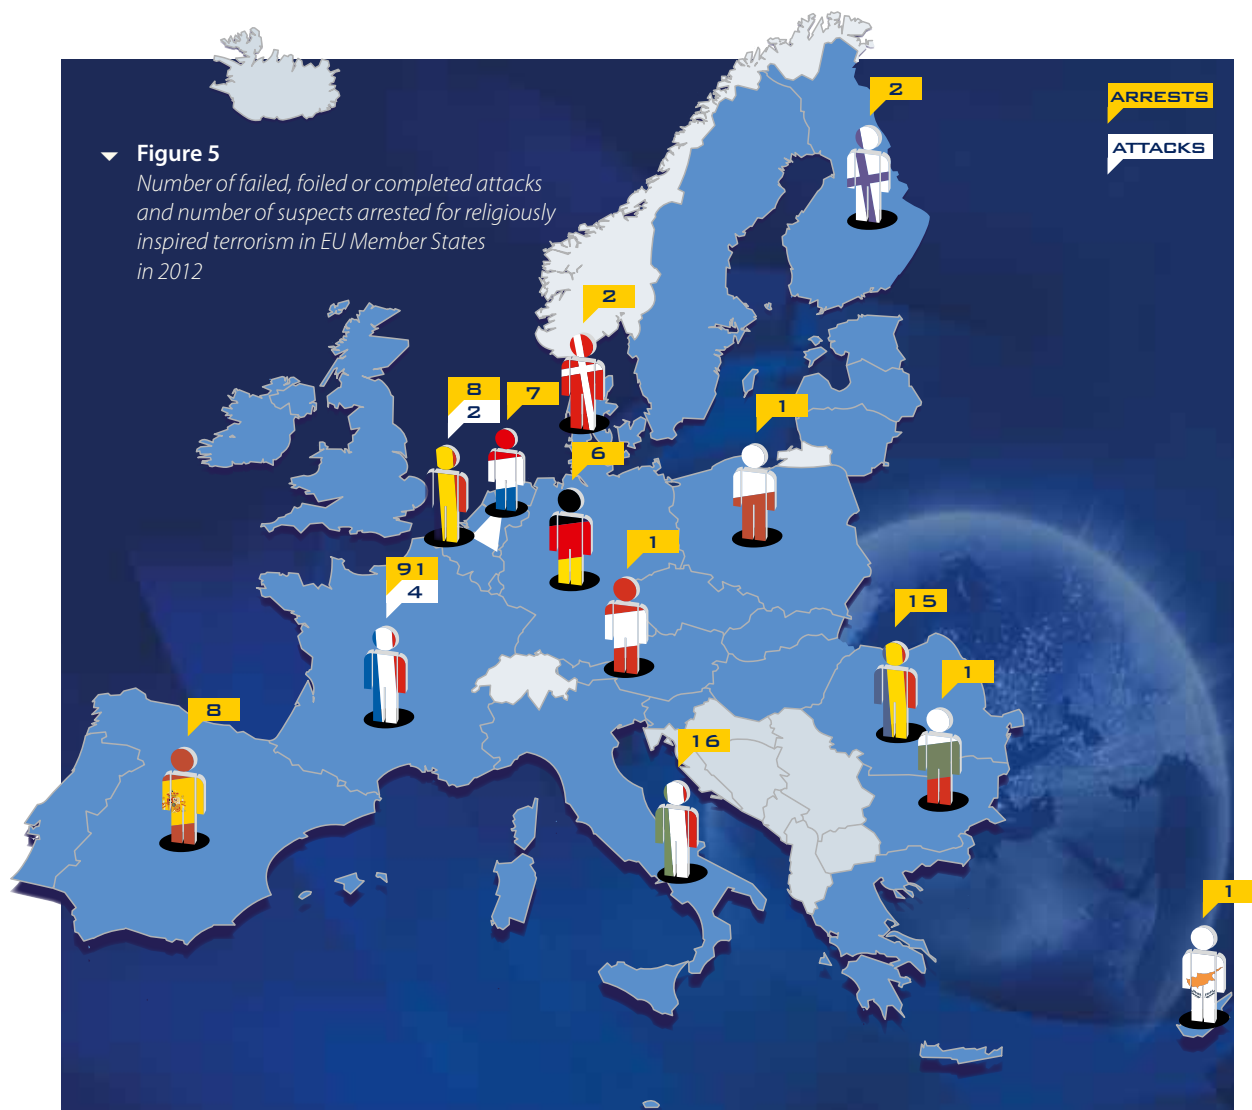 ARRESTS
ATTACKS
Figure 5
Number of failed, foiled or completed attacks
and number of suspects arrested for religiously
inspired terrorism in EU Member States
in 2012
2
2
8
2
7
1
6
1
91
4
15
1
8
16
1